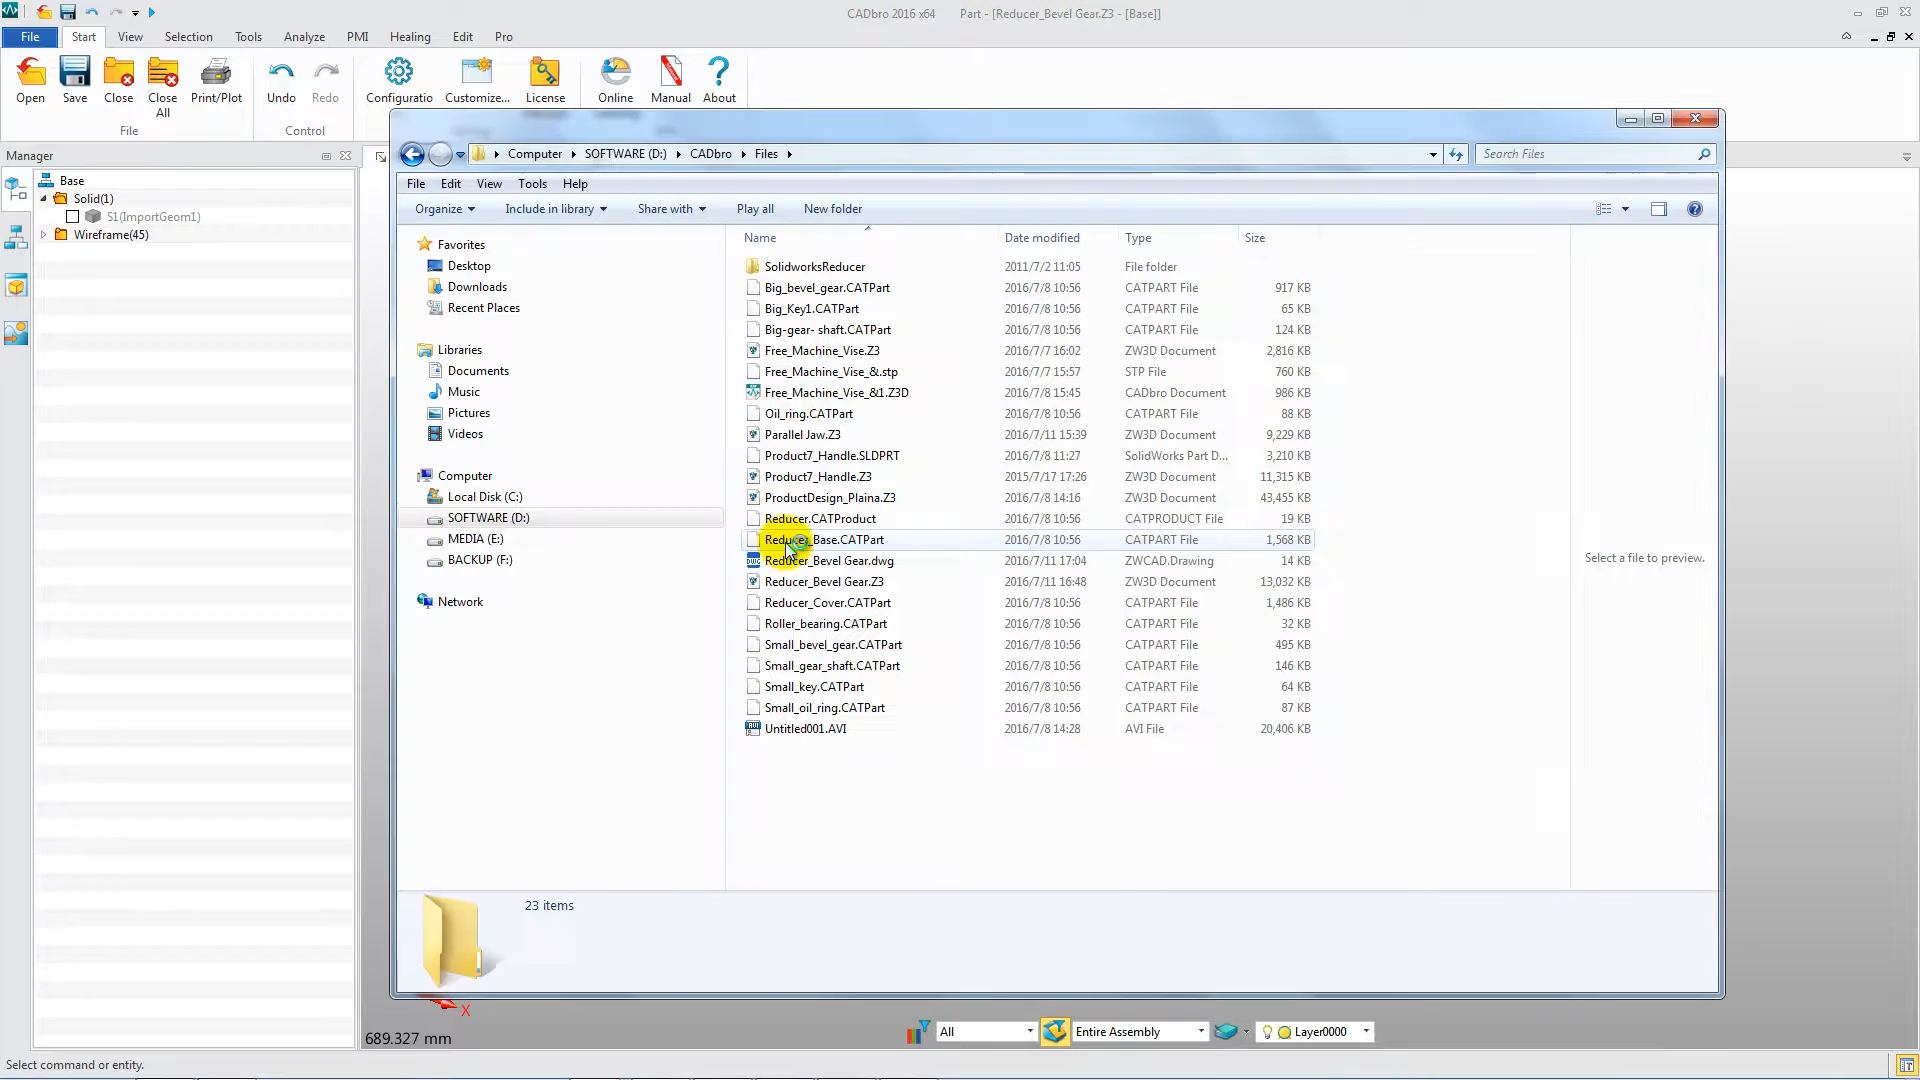 CADbro 2016 x64 Part - [Reducer_Bevel Gear.Z3 - [Base]]
File Start View Selection Tools Analyze PMI Healing Edit Pro
Open Save Close Close All Print/Plot Undo Redo Configuratio Customize... License Online Manual About
File Control
Manager
Base
Solid(1)
S1(ImportGeom1)
Wireframe(45)
Computer SOFTWARE (D:) CADbro Files
Search Files
File Edit View Tools Help
Organize Include in library Share with Play all New folder
Favorites
Desktop
Downloads
Recent Places
Libraries
Documents
Music
Pictures
Videos
Computer
Local Disk (C:)
SOFTWARE (D:)
MEDIA (E:)
BACKUP (F:)
Network
Name Date modified Type Size
SolidworksReducer 2011/7/2 11:05 File folder
Big_bevel_gear.CATPart 2016/7/8 10:56 CATPART File 917 KB
Big_Key1.CATPart 2016/7/8 10:56 CATPART File 65 KB
Big-gear- shaft.CATPart 2016/7/8 10:56 CATPART File 124 KB
Free_Machine_Vise.Z3 2016/7/7 16:02 ZW3D Document 2,816 KB
Free_Machine_Vise_&.stp 2016/7/7 15:57 STP File 760 KB
Free_Machine_Vise_&1.Z3D 2016/7/8 15:45 CADbro Document 986 KB
Oil_ring.CATPart 2016/7/8 10:56 CATPART File 88 KB
Parallel Jaw.Z3 2016/7/11 15:39 ZW3D Document 9,229 KB
Product7_Handle.SLDPRT 2016/7/8 11:27 SolidWorks Part D... 3,210 KB
Product7_Handle.Z3 2015/7/17 17:26 ZW3D Document 11,315 KB
ProductDesign_Plaina.Z3 2016/7/8 14:16 ZW3D Document 43,455 KB
Reducer.CATProduct 2016/7/8 10:56 CATPRODUCT File 19 KB
Reducer_Base.CATPart 2016/7/8 10:56 CATPART File 1,568 KB
Reducer_Bevel Gear.dwg 2016/7/11 17:04 ZWCAD.Drawing 14 KB
Reducer_Bevel Gear.Z3 2016/7/11 16:48 ZW3D Document 13,032 KB
Reducer_Cover.CATPart 2016/7/8 10:56 CATPART File 1,486 KB
Roller_bearing.CATPart 2016/7/8 10:56 CATPART File 32 KB
Small_bevel_gear.CATPart 2016/7/8 10:56 CATPART File 495 KB
Small_gear_shaft.CATPart 2016/7/8 10:56 CATPART File 146 KB
Small_key.CATPart 2016/7/8 10:56 CATPART File 64 KB
Small_oil_ring.CATPart 2016/7/8 10:56 CATPART File 87 KB
Untitled001.AVI 2016/7/8 14:28 AVI File 20,406 KB
Select a file to preview.
23 items
X
689.327 mm
All Entire Assembly Layer0000
Select command or entity.